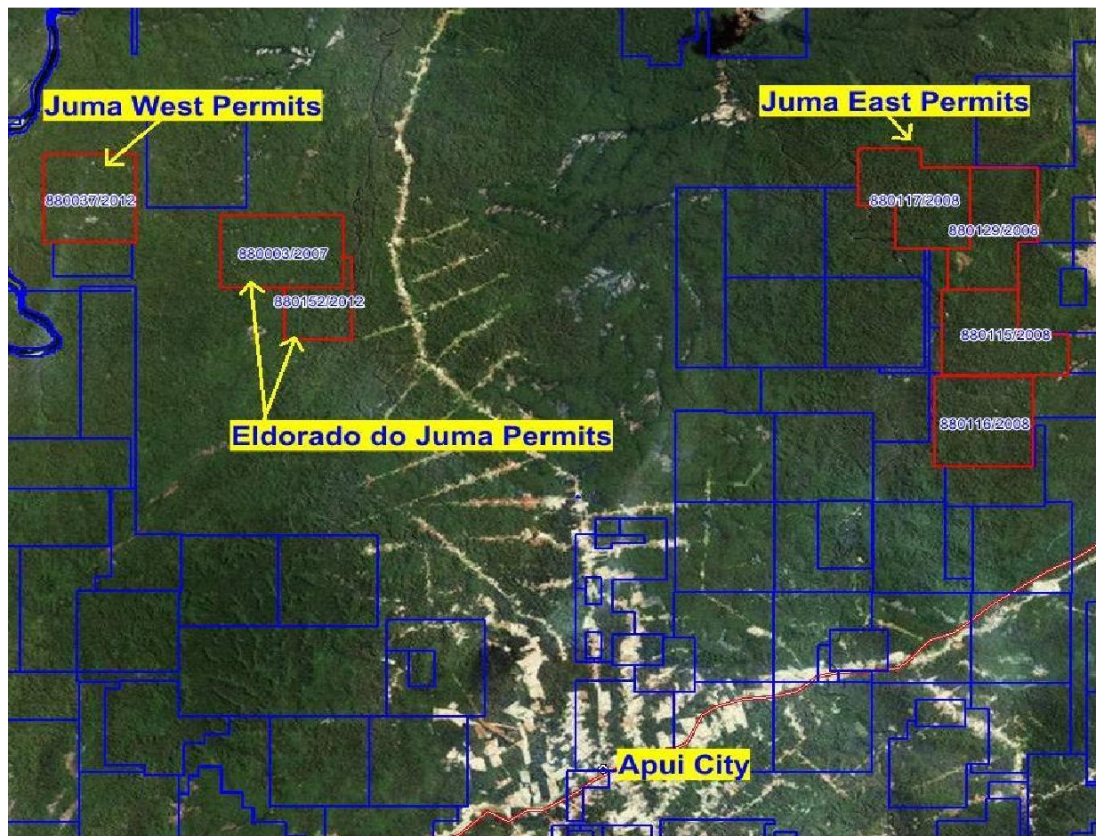 Juma West Permits
Juma East Permits
880037/2012
880117/2008
880129/2008
880003/2007
880152/2012
880115/2008
880116/2008
Eldorado do Juma Permits
Apui City